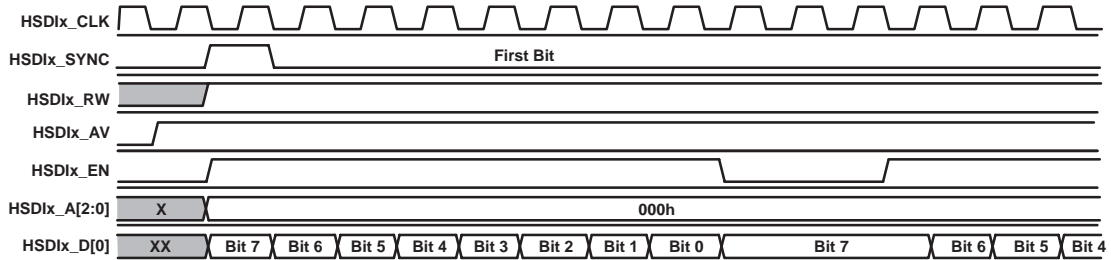 HSDIx_CLK
HSDIx_SYNC First Bit
HSDIx_RW
HSDIx_AV
HSDIx_EN
HSDIx_A[2:0] X 000h
HSDIx_D[0] XX Bit 7 Bit 6 Bit 5 Bit 4 Bit 3 Bit 2 Bit 1 Bit 0 Bit 7 Bit 6 Bit 5 Bit 4